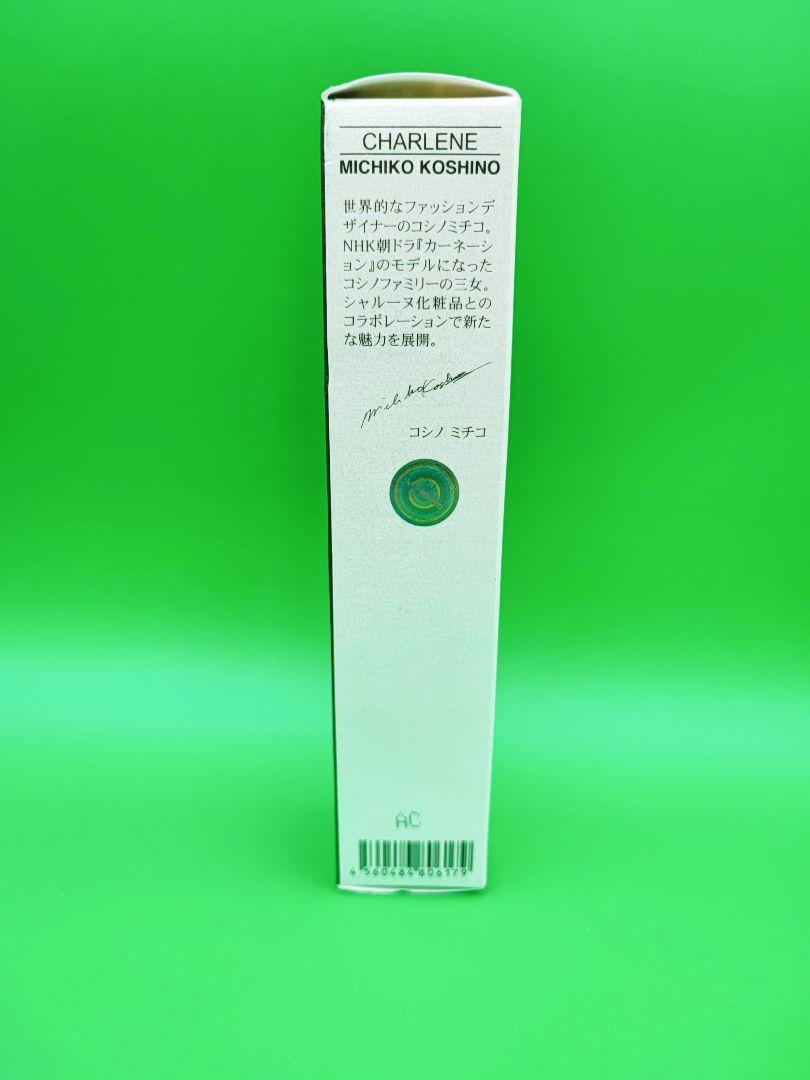 CHARLENE
MICHIKO KOSHINO
世界的なファッションデ
ザイナーのコシノミチコ。
NHK朝ドラ『カーネーシ
ョン』のモデルになった
コシノファミリーの三女。
シャルーヌ化粧品との
コラボレーションで新た
な魅力を展開。
Michiko Koshino
コシノ ミチコ
AC
4 560484 806179